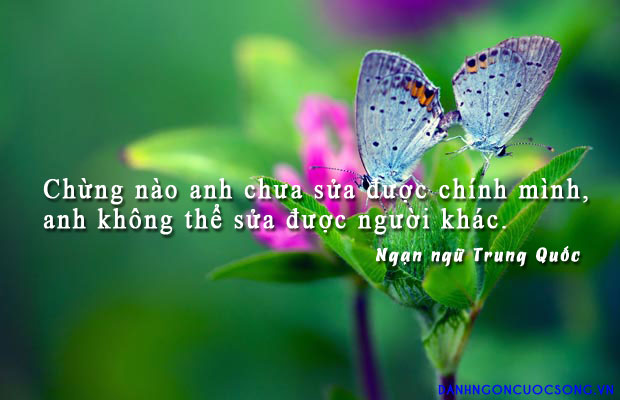 Chừng nào anh chưa sửa được chính mình,
anh không thể sửa được người khác.
Ngạn ngữ Trung Quốc
DANHNGONCUOCSONG.VN